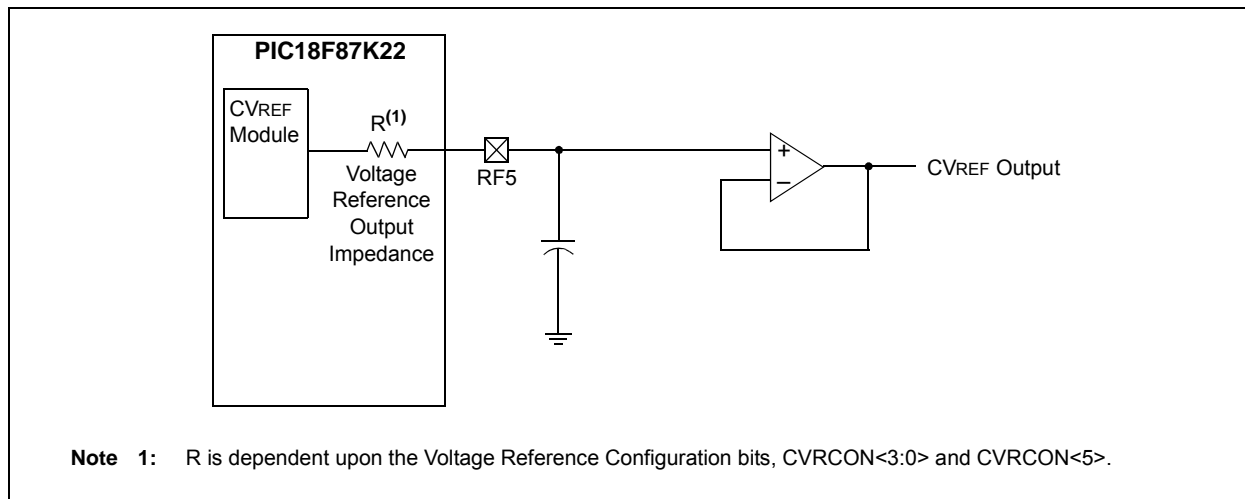 PIC18F87K22
CVREF
Module
R(1)
Voltage
Reference
Output
Impedance
RF5
+
–
CVREF Output
Note 1: R is dependent upon the Voltage Reference Configuration bits, CVRCON<3:0> and CVRCON<5>.